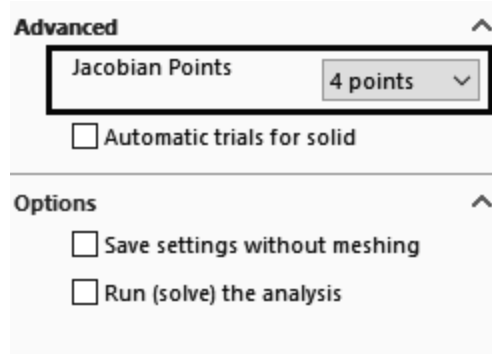 Advanced
Jacobian Points
4 points
Automatic trials for solid
Options
Save settings without meshing
Run (solve) the analysis